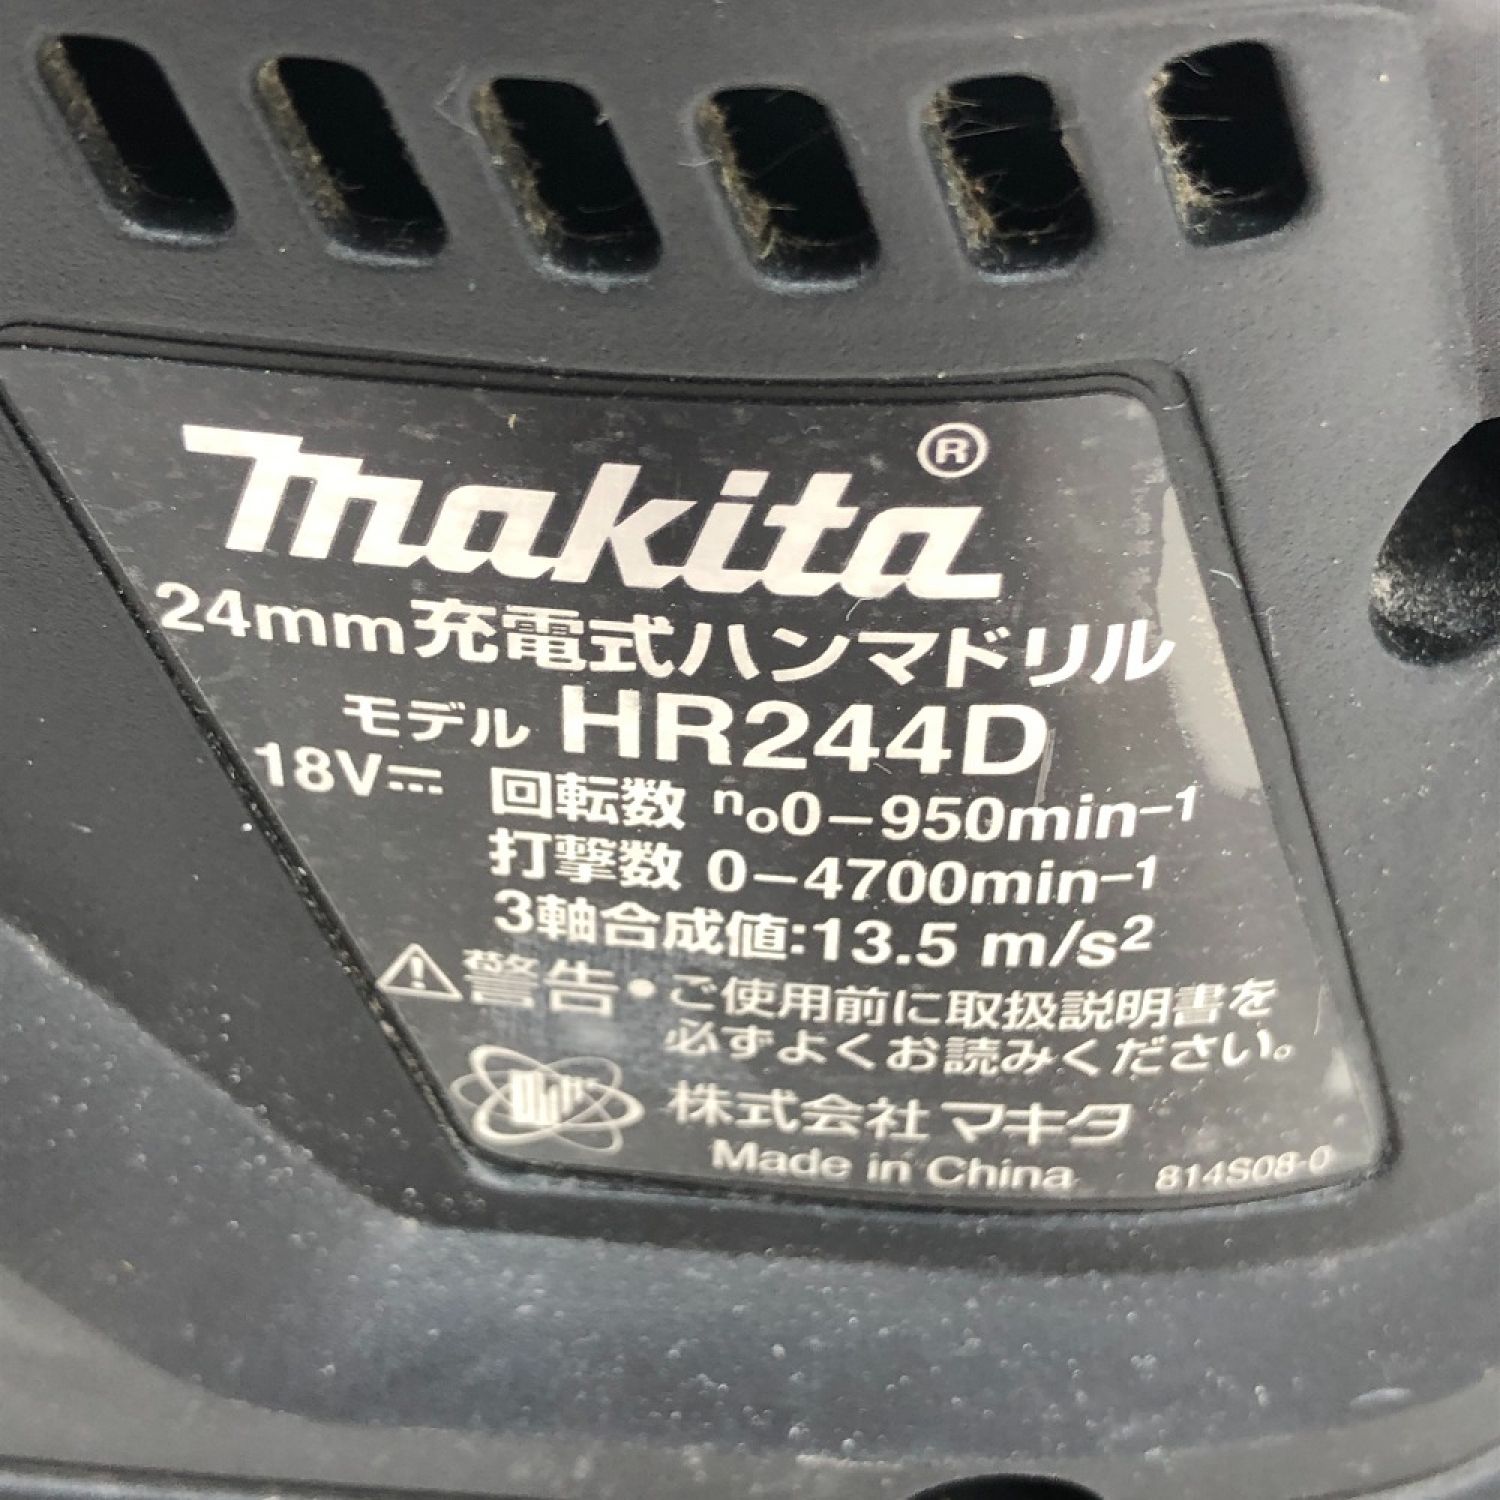 makita®
24mm充電式ハンマドリル
モデル HR244D
18V⎓ 回転数 no0−950min−1
打撃数 0−4700min−1
3軸合成値:13.5 m/s²
⚠警告・ご使用前に取扱説明書を
必ずよくお読みください。
株式会社 マキタ
Made in China 814S08-0